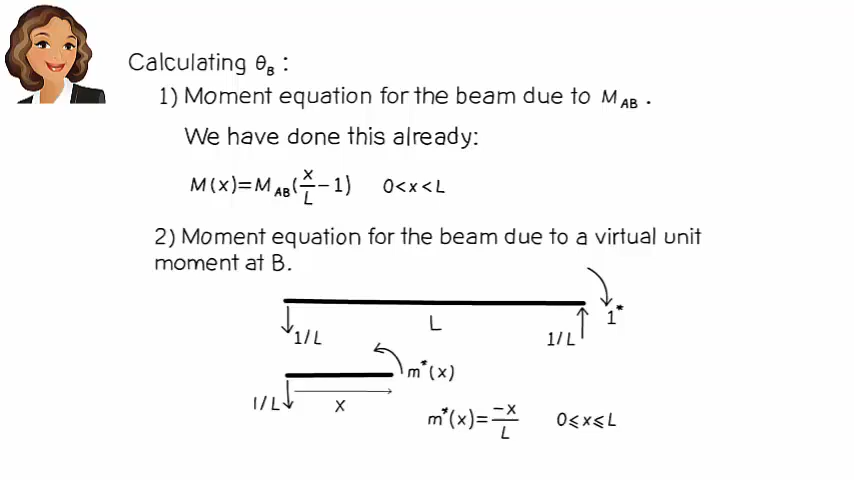 Calculating θB :
1) Moment equation for the beam due to MAB .
We have done this already:
M(x)=MAB(x/L−1) 0<x<L
2) Moment equation for the beam due to a virtual unit
moment at B.
1*
L
1/L
1/L
m*(x)
1/L
x
m*(x)=−x/L 0⩽x⩽L